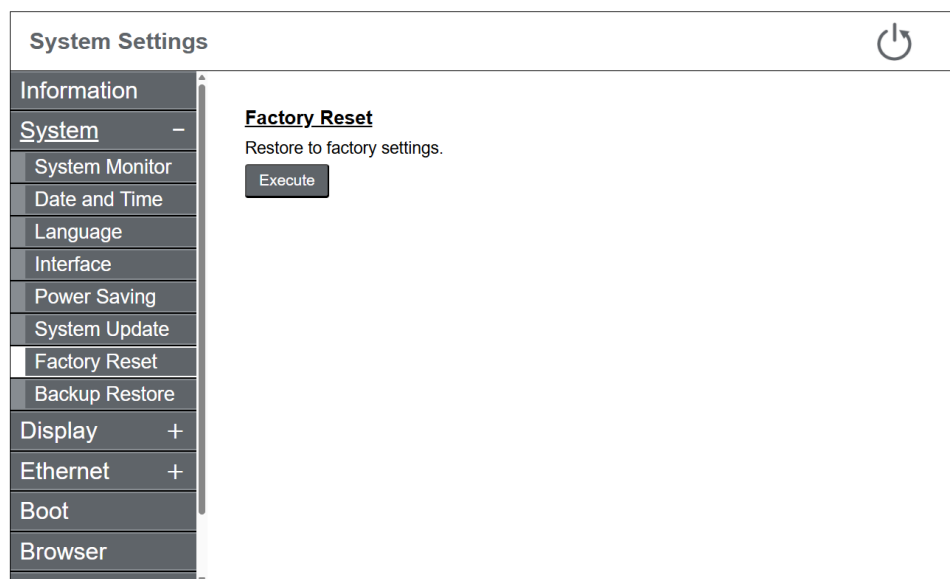 System Settings
Information
System −
System Monitor
Date and Time
Language
Interface
Power Saving
System Update
Factory Reset
Backup Restore
Display +
Ethernet +
Boot
Browser
Factory Reset
Restore to factory settings.
Execute